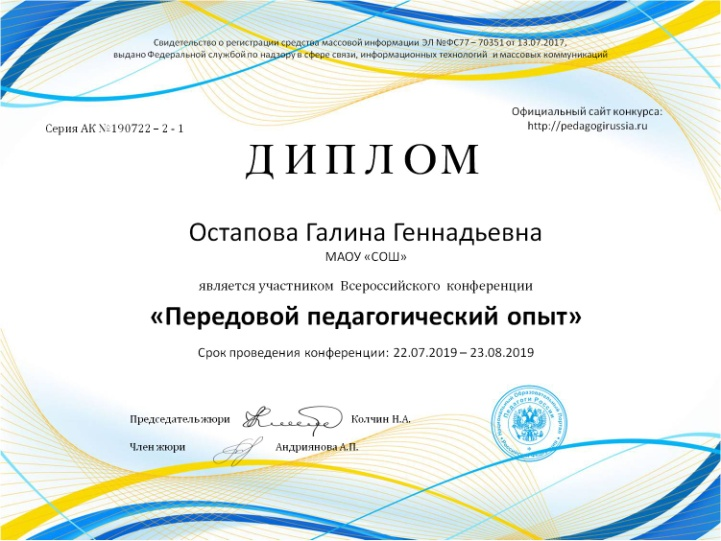 Свидетельство о регистрации средства массовой информации ЭЛ №ФС77 – 70351 от 13.07.2017,
выдано Федеральной службой по надзору в сфере связи, информационных технологий и массовых коммуникаций
Официальный сайт конкурса:
http://pedagogirussia.ru
Серия АК №190722 – 2 - 1
ДИПЛОМ
Остапова Галина Геннадьевна
МАОУ «СОШ»
является участником Всероссийского конференции
«Передовой педагогический опыт»
Срок проведения конференции: 22.07.2019 – 23.08.2019
Председатель жюри Колчин Н.А.
Член жюри Андриянова А.П.
Педагоги России